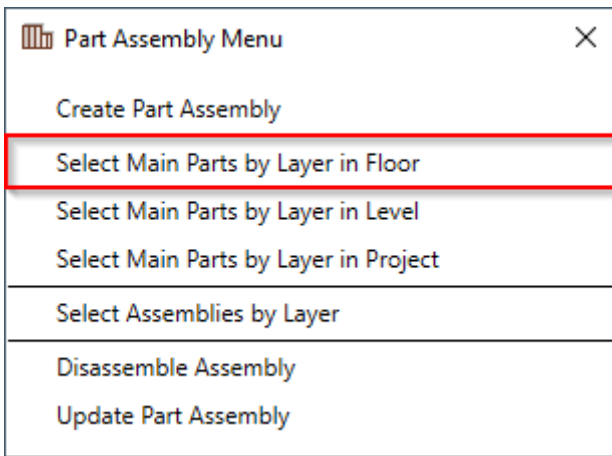 Part Assembly Menu
Create Part Assembly
Select Main Parts by Layer in Floor
Select Main Parts by Layer in Level
Select Main Parts by Layer in Project
Select Assemblies by Layer
Disassemble Assembly
Update Part Assembly